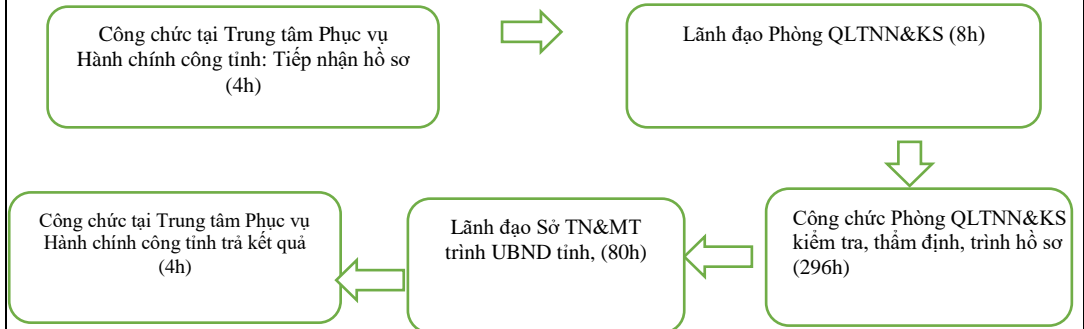 Công chức tại Trung tâm Phục vụ
Hành chính công tỉnh: Tiếp nhận hồ sơ
(4h)
Lãnh đạo Phòng QLTNN&KS (8h)
Công chức Phòng QLTNN&KS
kiểm tra, thẩm định, trình hồ sơ
(296h)
Lãnh đạo Sở TN&MT
trình UBND tỉnh, (80h)
Công chức tại Trung tâm Phục vụ
Hành chính công tỉnh trả kết quả
(4h)